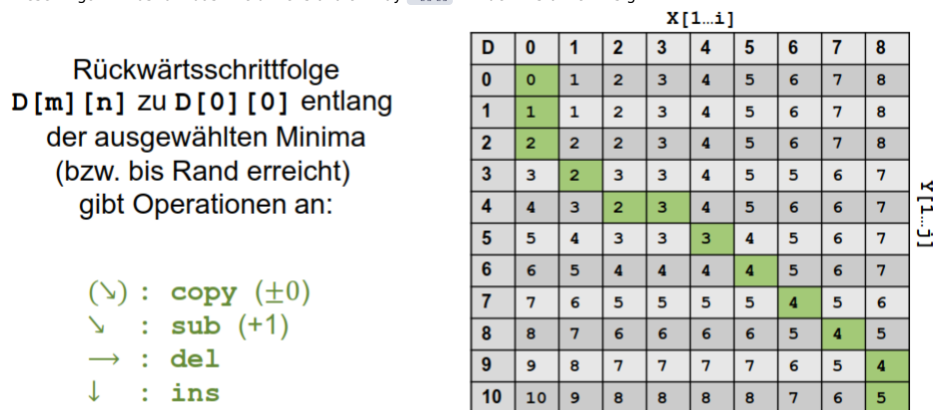 X[1…i]
Rückwärtsschrittfolge
D[m][n] zu D[0][0] entlang
der ausgewählten Minima
(bzw. bis Rand erreicht)
gibt Operationen an:
(↘) : copy (±0)
↘ : sub (+1)
→ : del
↓ : ins
D 0 1 2 3 4 5 6 7 8
0 0 1 2 3 4 5 6 7 8
1 1 1 2 3 4 5 6 7 8
2 2 2 2 3 4 5 6 7 8
3 3 2 3 3 4 5 5 6 7
4 4 3 2 3 4 5 6 6 7
5 5 4 3 3 3 4 5 6 7
6 6 5 4 4 4 4 5 6 7
7 7 6 5 5 5 5 4 5 6
8 8 7 6 6 6 6 5 4 5
9 9 8 7 7 7 7 6 5 4
10 10 9 8 8 8 8 7 6 5
Y[1…j]